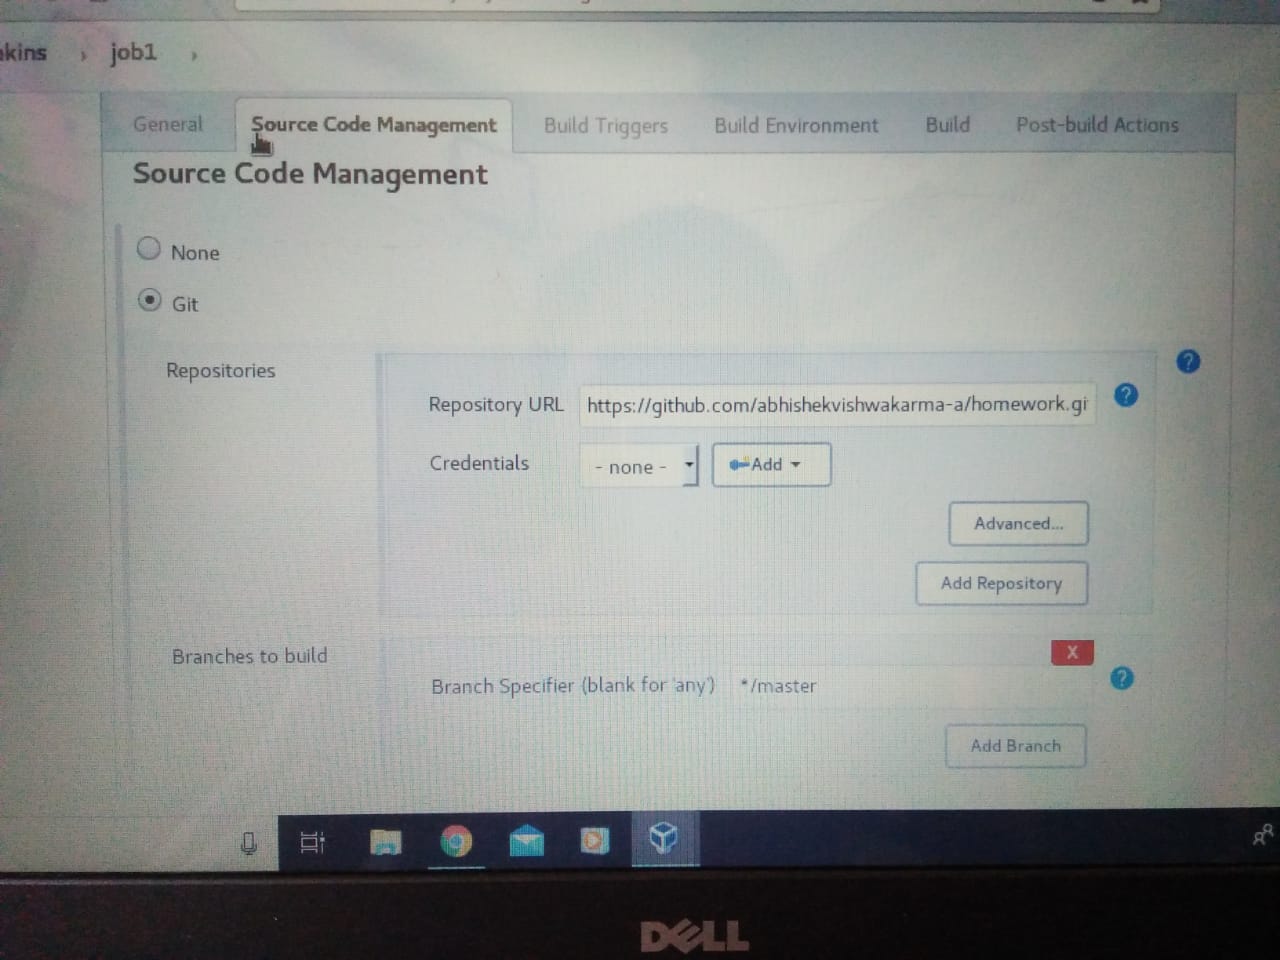 job1
General Source Code Management Build Triggers Build Environment Build Post-build Actions
Source Code Management
None
Git
Repositories
?
Repository URL https://github.com/abhishekvishwakarma-a/homework.gi ?
Credentials - none - Add
Advanced...
Add Repository
Branches to build
X
Branch Specifier (blank for 'any') */master ?
Add Branch
DELL